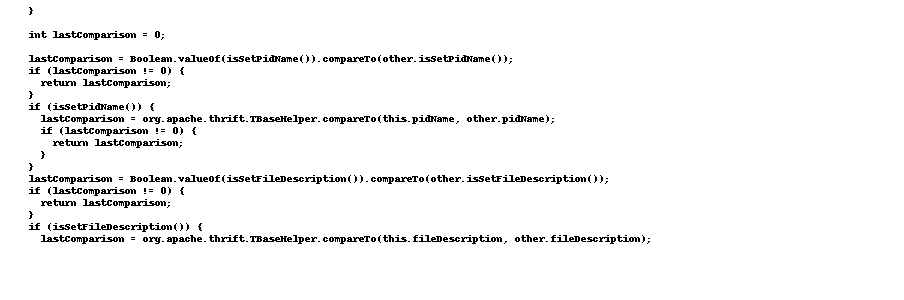 }
int lastComparison = 0;
lastComparison = Boolean.valueOf(isSetPidName()).compareTo(other.isSetPidName());
if (lastComparison != 0) {
return lastComparison;
}
if (isSetPidName()) {
lastComparison = org.apache.thrift.TBaseHelper.compareTo(this.pidName, other.pidName);
if (lastComparison != 0) {
return lastComparison;
}
}
lastComparison = Boolean.valueOf(isSetFileDescription()).compareTo(other.isSetFileDescription());
if (lastComparison != 0) {
return lastComparison;
}
if (isSetFileDescription()) {
lastComparison = org.apache.thrift.TBaseHelper.compareTo(this.fileDescription, other.fileDescription);